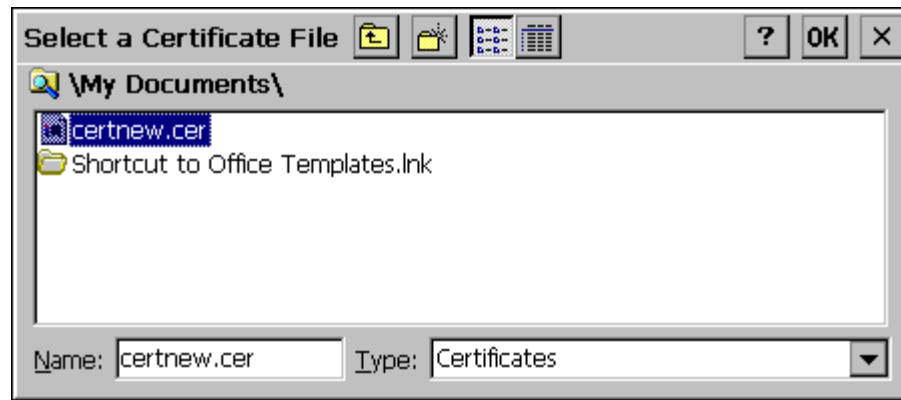 Select a Certificate File ? OK ×
\My Documents\
certnew.cer
Shortcut to Office Templates.lnk
Name: certnew.cer Type: Certificates